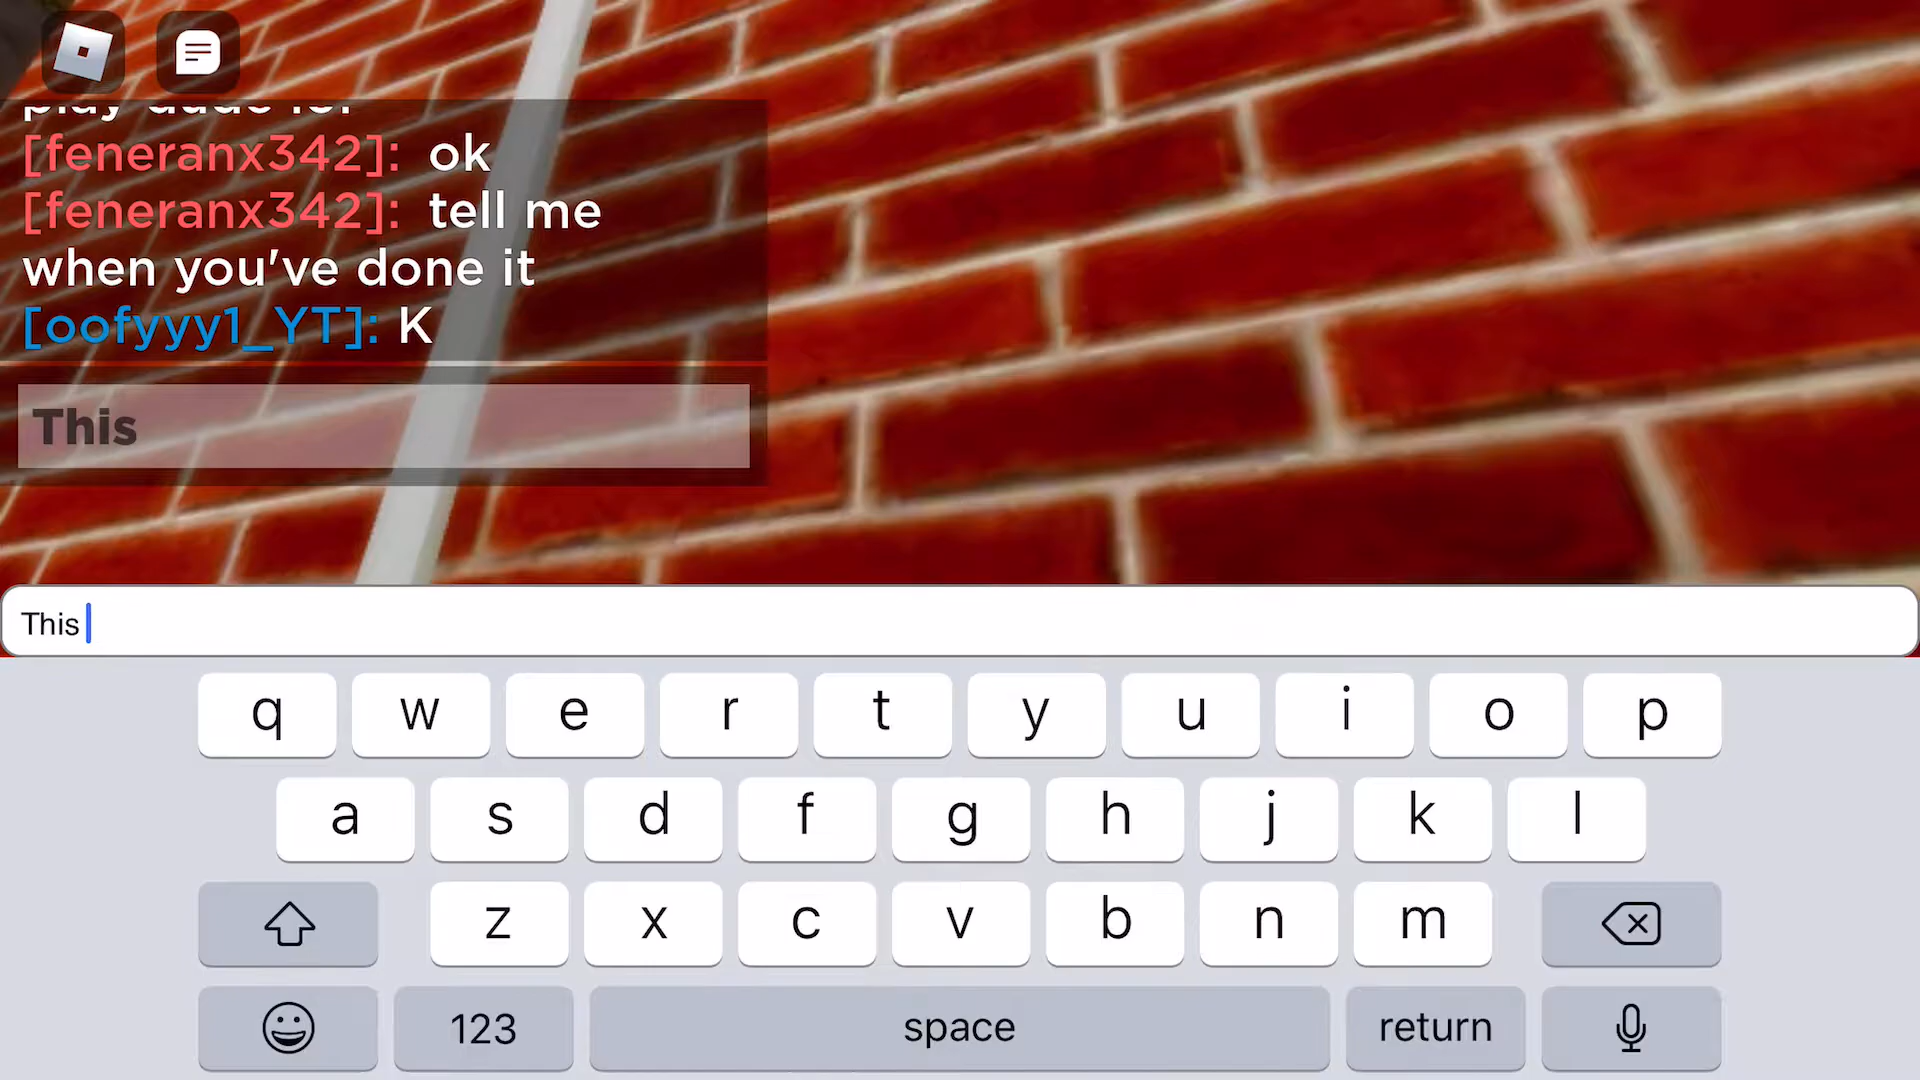 [feneranx342]: ok
[feneranx342]: tell me
when you've done it
[oofyyy1_YT]: K
This
This
q w e r t y u i o p
a s d f g h j k l
z x c v b n m
123 space return